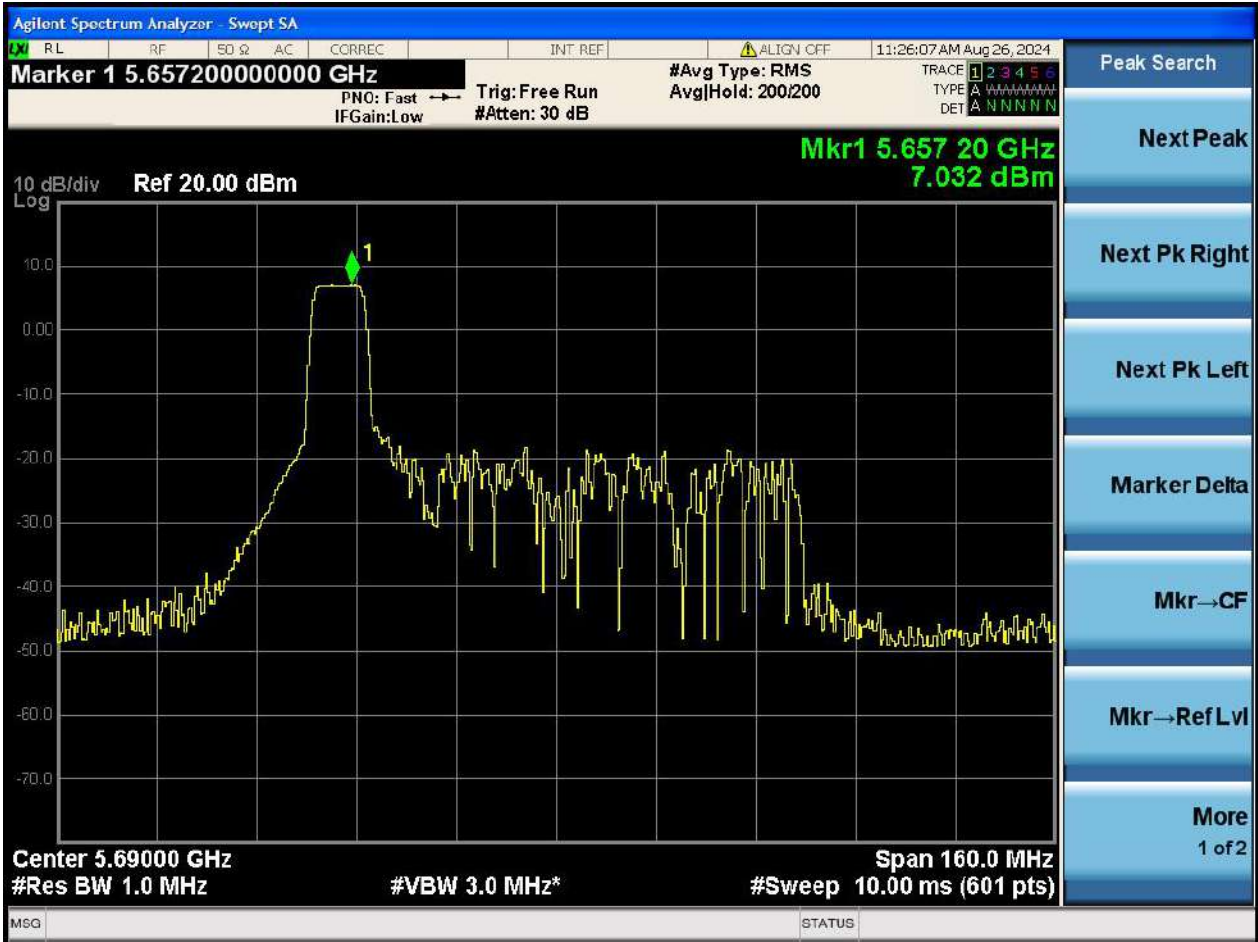 Agilent Spectrum Analyzer - Swept SA
LXI RL RF 50 Ω AC CORREC INT REF ALIGN OFF 11:26:07 AM Aug 26, 2024
Marker 1 5.657200000000 GHz
PNO: Fast
IFGain:Low
Trig: Free Run
#Atten: 30 dB
#Avg Type: RMS
Avg|Hold: 200/200
TRACE 1 2 3 4 5 6
TYPE A WWWWW
DET A N N N N N
Mkr1 5.657 20 GHz
7.032 dBm
10 dB/div Ref 20.00 dBm
Log
1
10.0
0.00
-10.0
-20.0
-30.0
-40.0
-50.0
-60.0
-70.0
Center 5.69000 GHz Span 160.0 MHz
#Res BW 1.0 MHz #VBW 3.0 MHz* #Sweep 10.00 ms (601 pts)
MSG STATUS
Peak Search
Next Peak
Next Pk Right
Next Pk Left
Marker Delta
Mkr→CF
Mkr→Ref Lvl
More
1 of 2